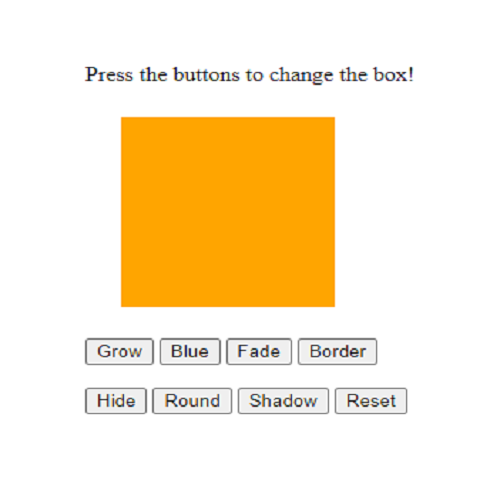 Press the buttons to change the box!
Grow Blue Fade Border
Hide Round Shadow Reset